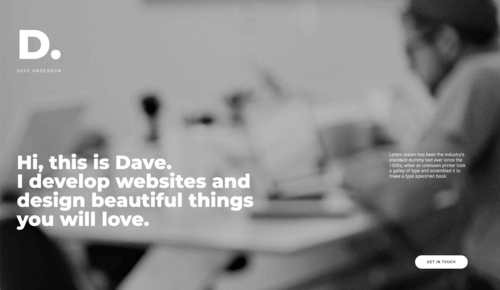 D.
DAVE ANDERSON
Hi, this is Dave.
I develop websites and
design beautiful things
you will love.
Lorem Ipsum has been the industry's
standard dummy text ever since the
1500s, when an unknown printer took
a galley of type and scrambled it to
make a type specimen book.
GET IN TOUCH